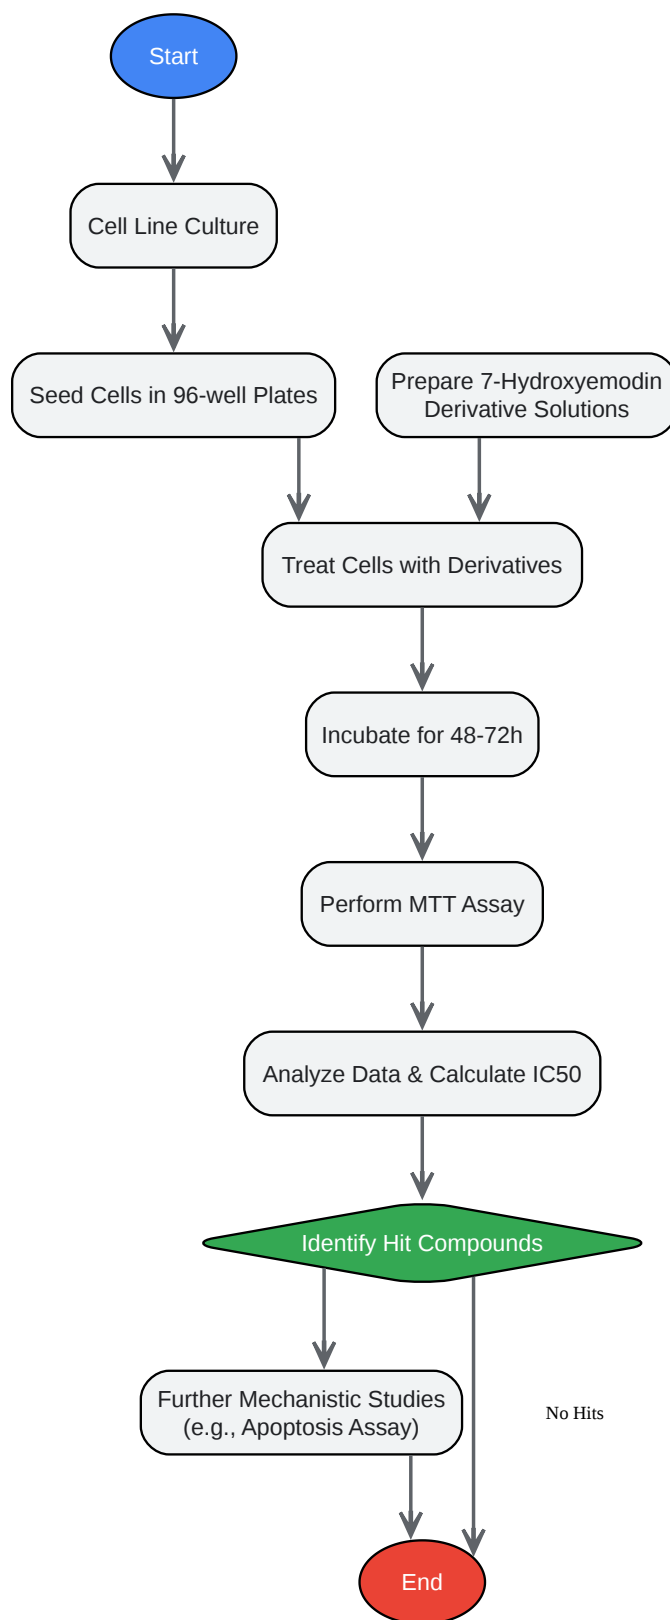 Start
Cell Line Culture
Seed Cells in 96-well Plates
Prepare 7-Hydroxyemodin
Derivative Solutions
Treat Cells with Derivatives
Incubate for 48-72h
Perform MTT Assay
Analyze Data & Calculate IC50
Identify Hit Compounds
Further Mechanistic Studies
(e.g., Apoptosis Assay)
No Hits
End